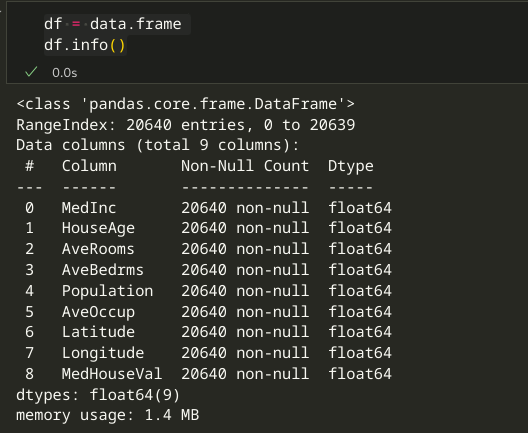 df = data.frame
df.info()
✓ 0.0s
<class 'pandas.core.frame.DataFrame'>
RangeIndex: 20640 entries, 0 to 20639
Data columns (total 9 columns):
 #   Column       Non-Null Count  Dtype
---  ------       --------------  -----
 0   MedInc       20640 non-null  float64
 1   HouseAge     20640 non-null  float64
 2   AveRooms     20640 non-null  float64
 3   AveBedrms    20640 non-null  float64
 4   Population   20640 non-null  float64
 5   AveOccup     20640 non-null  float64
 6   Latitude     20640 non-null  float64
 7   Longitude    20640 non-null  float64
 8   MedHouseVal  20640 non-null  float64
dtypes: float64(9)
memory usage: 1.4 MB